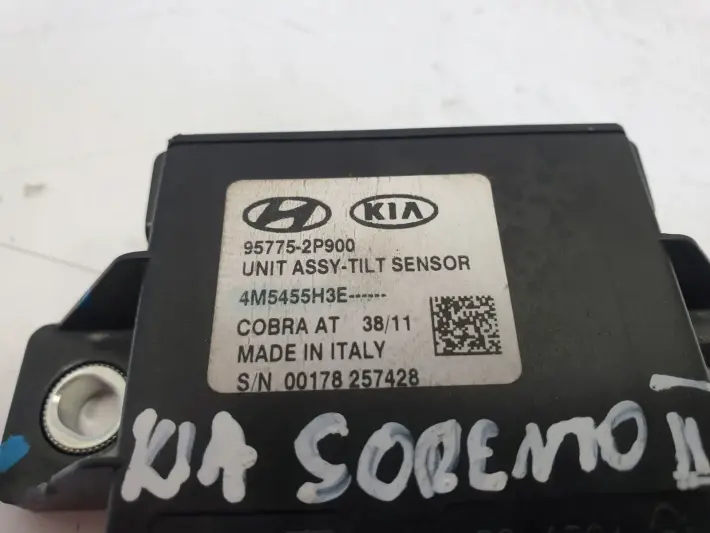 KIA
95775-2P900
UNIT ASSY-TILT SENSOR
4M5455H3E------
COBRA AT 38/11
MADE IN ITALY
S/N 00178 257428
KIA SORENTO II